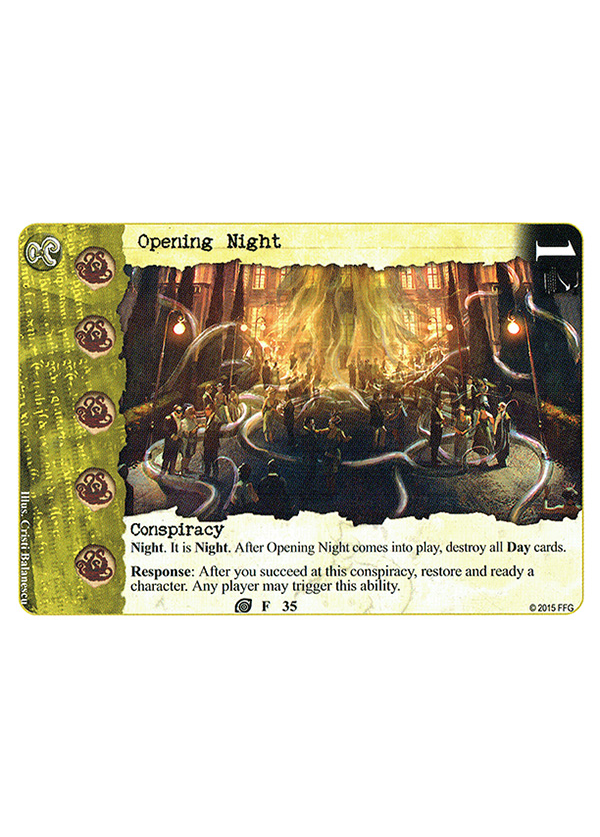 Opening Night
1
Conspiracy
Night. It is Night. After Opening Night comes into play, destroy all Day cards.
Response: After you succeed at this conspiracy, restore and ready a
character. Any player may trigger this ability.
F 35
© 2015 FFG
Illus. Cristi Balanescu